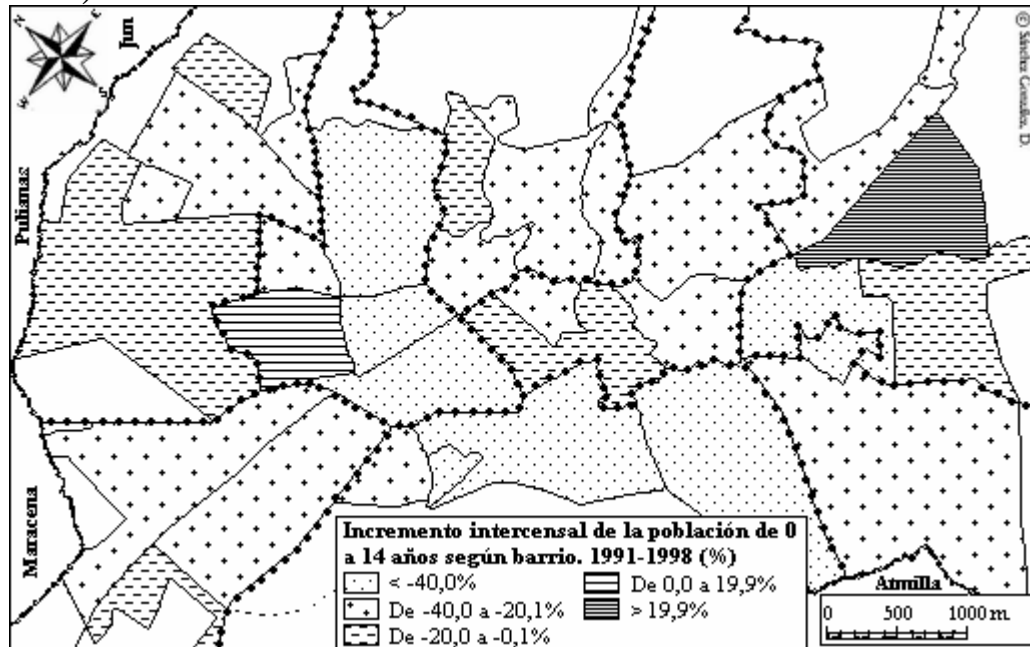 N
E
W
S
Jun
Pulianas
Maracena
© Sánchez González, D.
Incremento intercensal de la población de 0
a 14 años según barrio. 1991-1998 (%)
< -40,0%
De -40,0 a -20,1%
De -20,0 a -0,1%
De 0,0 a 19,9%
> 19,9%
Armilla
0 500 1000 m.